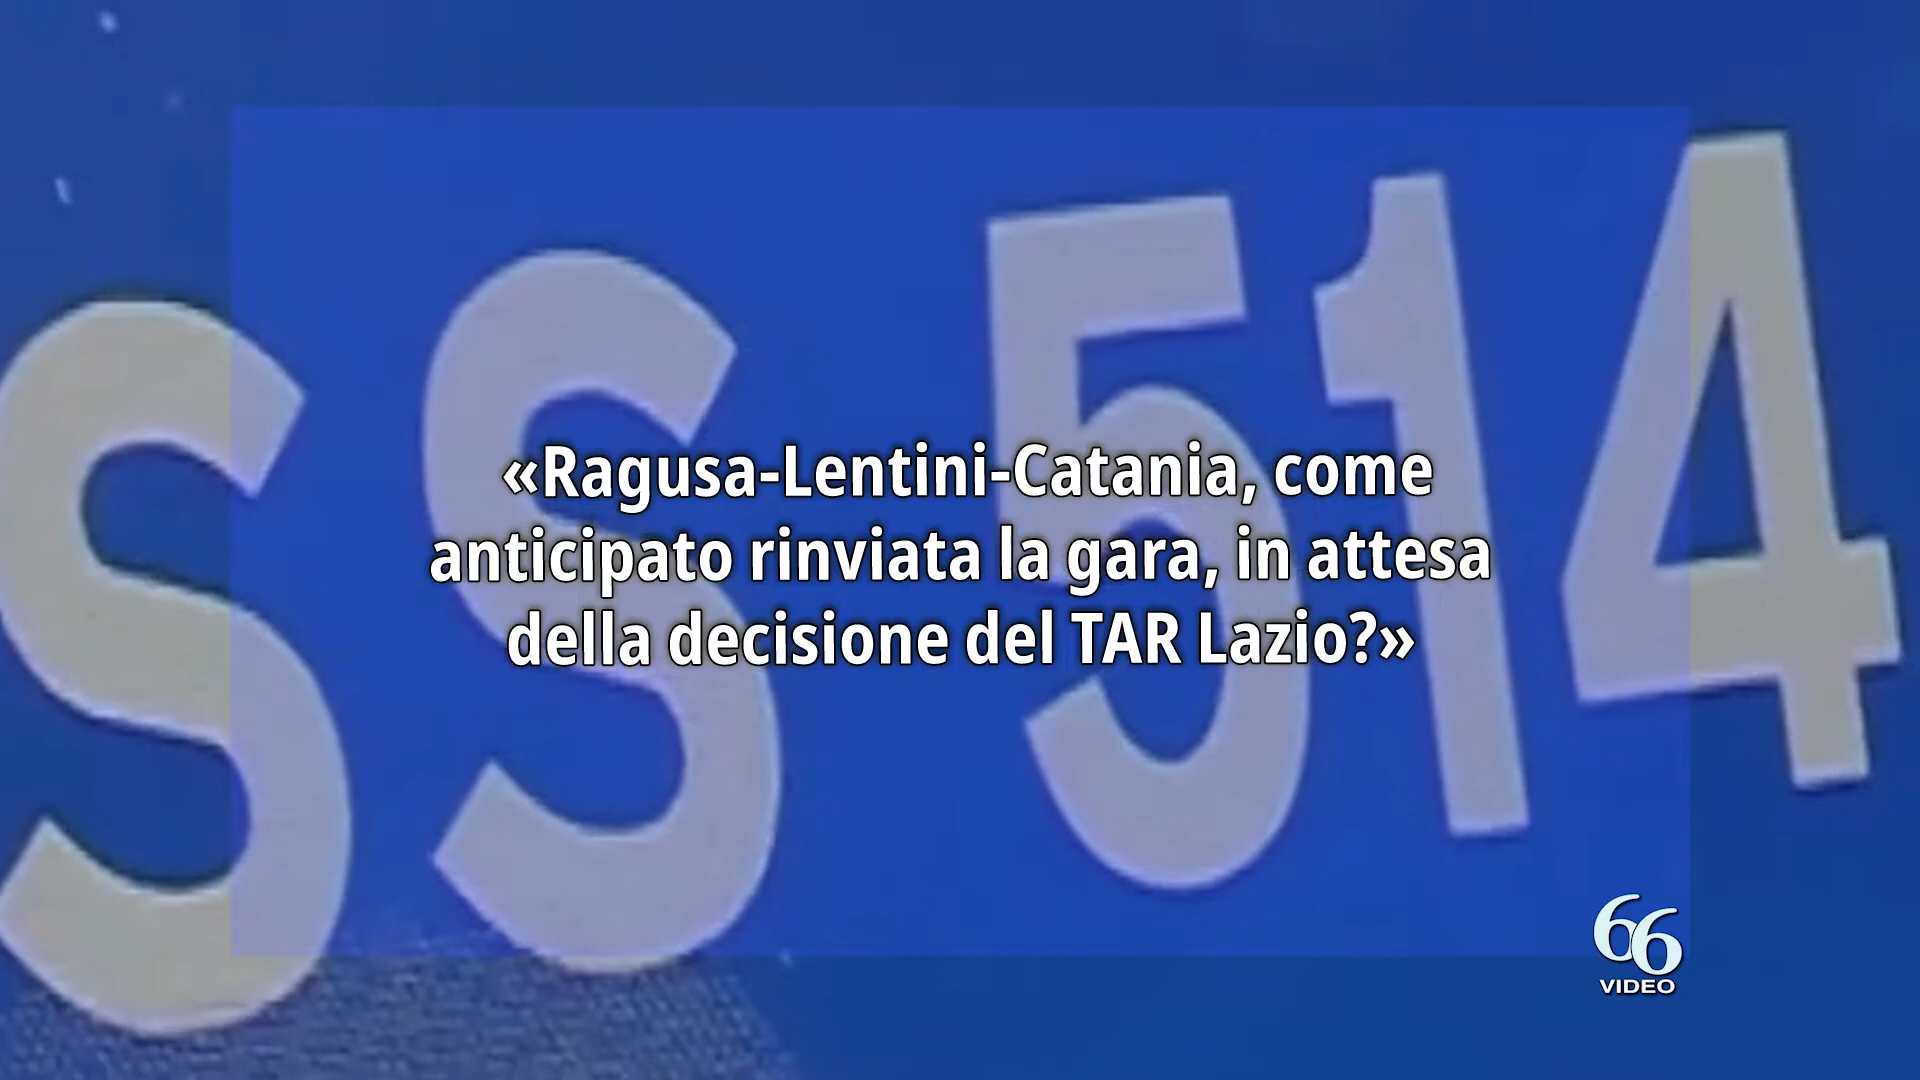 SS 514
«Ragusa-Lentini-Catania, come
anticipato rinviata la gara, in attesa
della decisione del TAR Lazio?»
66
VIDEO